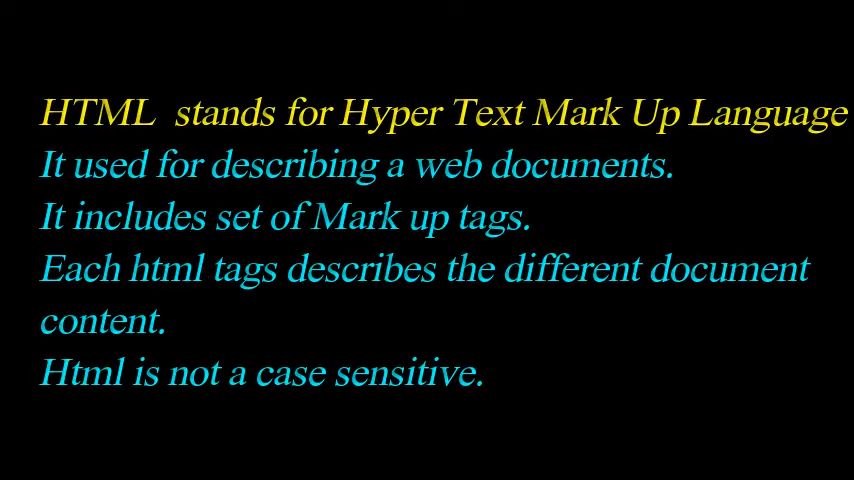 HTML  stands for Hyper Text Mark Up Language
It used for describing a web documents.
It includes set of Mark up tags.
Each html tags describes the different document
content.
Html is not a case sensitive.